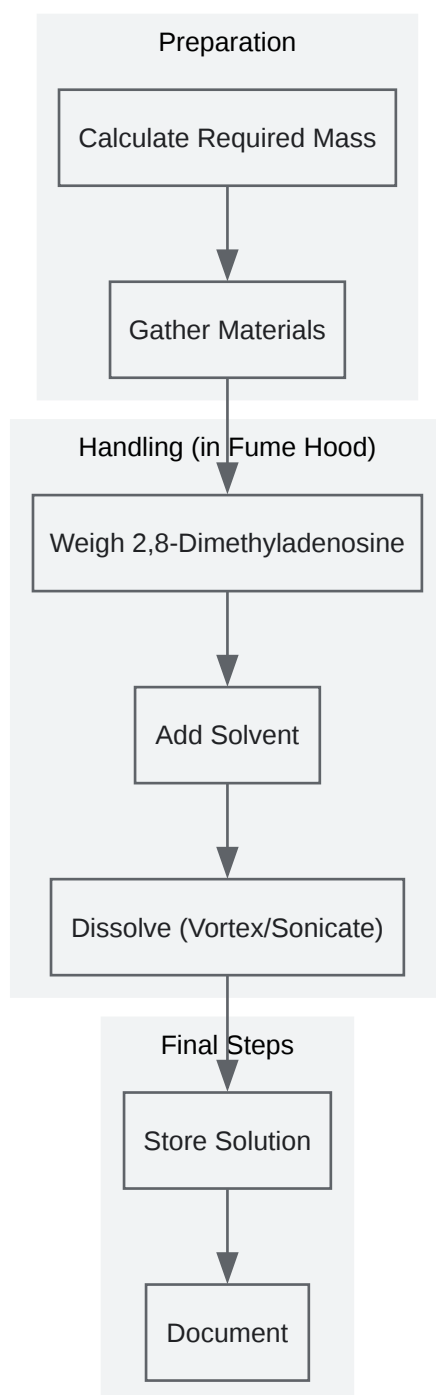 Preparation
Calculate Required Mass
Gather Materials
Handling (in Fume Hood)
Weigh 2,8-Dimethyladenosine
Add Solvent
Dissolve (Vortex/Sonicate)
Final Steps
Store Solution
Document